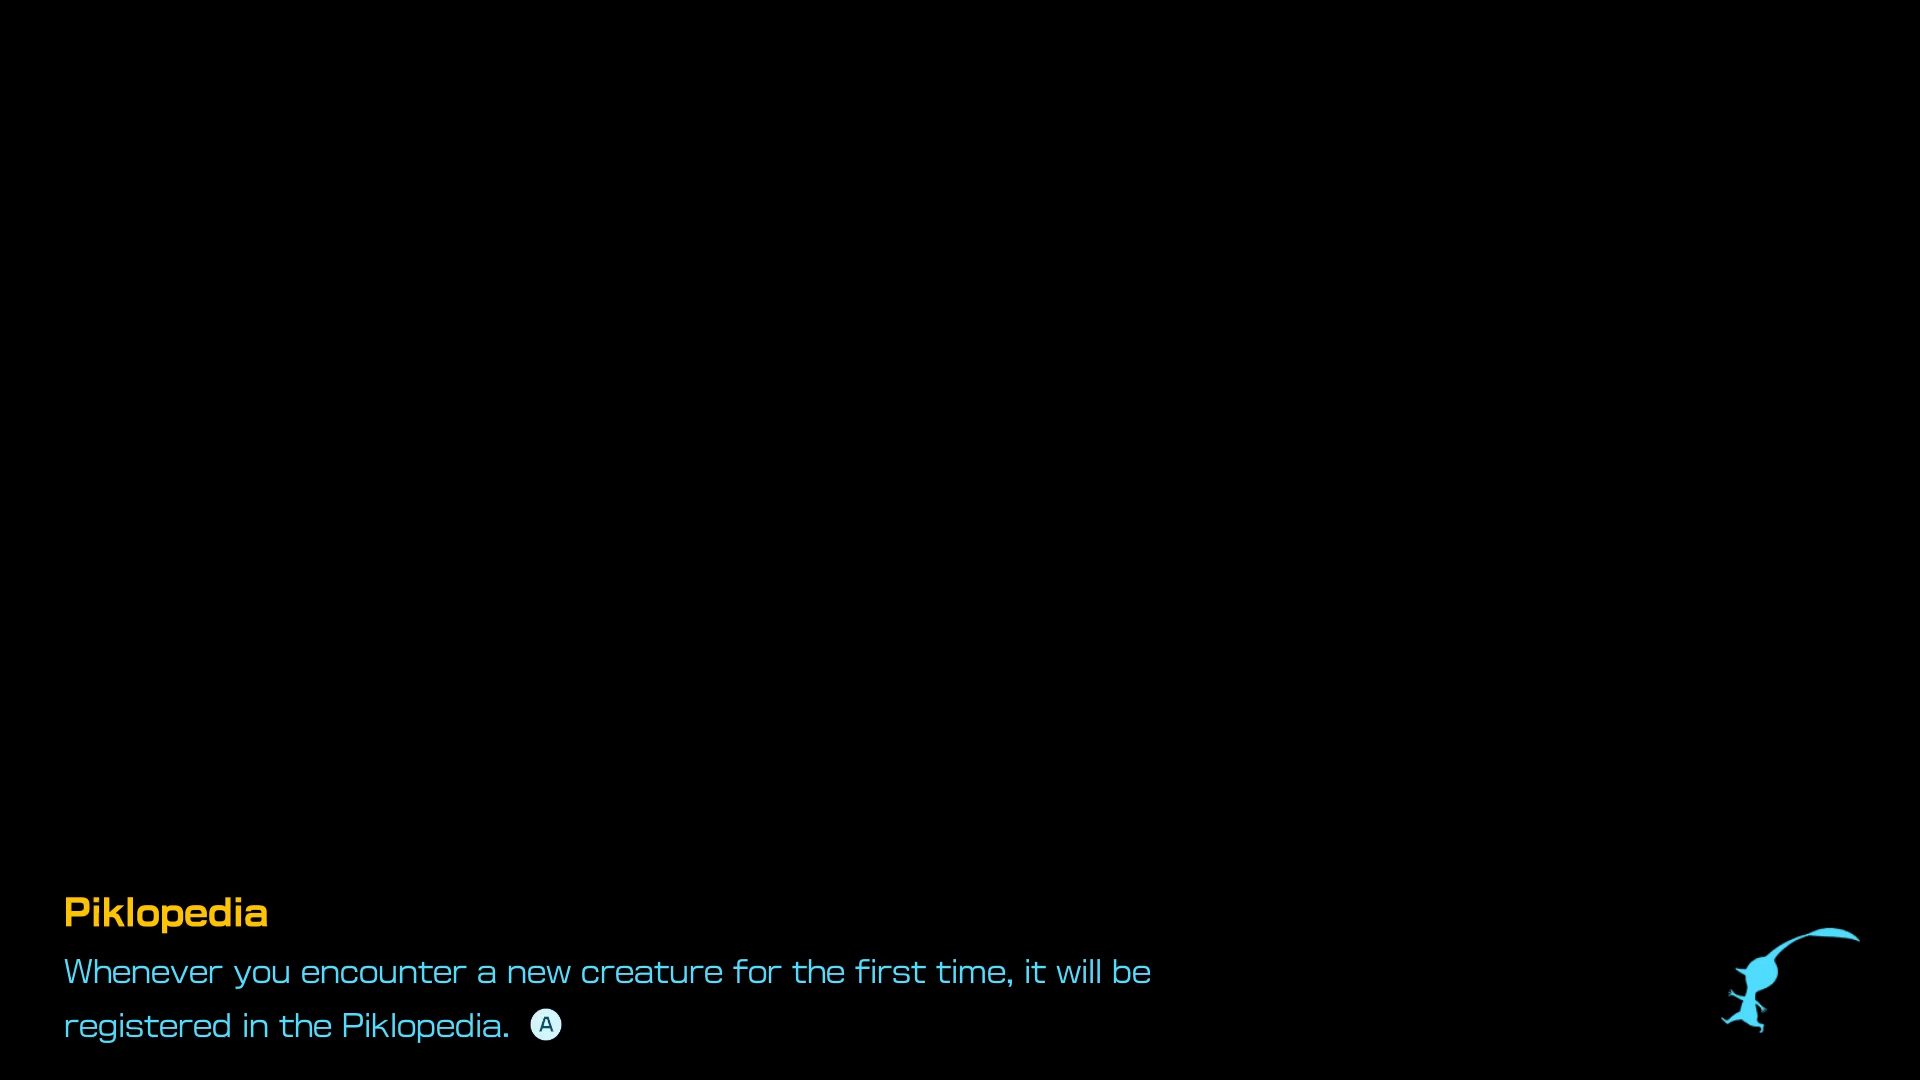 Piklopedia
Whenever you encounter a new creature for the first time, it will be
registered in the Piklopedia. A